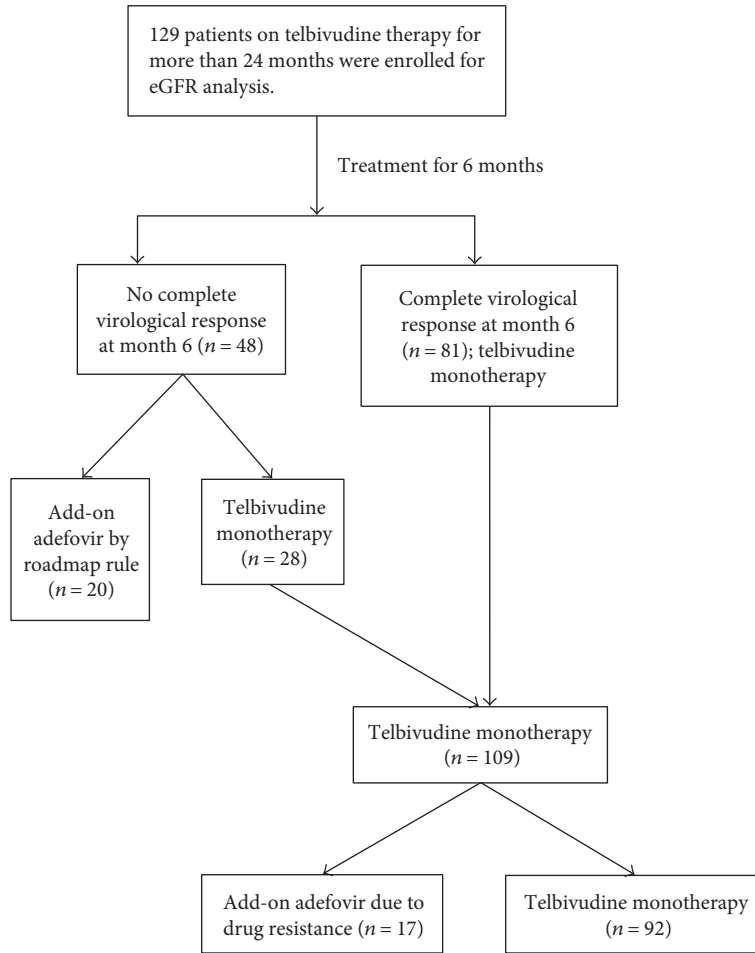 129 patients on telbivudine therapy for
more than 24 months were enrolled for
eGFR analysis.
Treatment for 6 months
No complete
virological response
at month 6 (n = 48)
Complete virological
response at month 6
(n = 81); telbivudine
monotherapy
Add-on
adefovir by
roadmap rule
(n = 20)
Telbivudine
monotherapy
(n = 28)
Telbivudine monotherapy
(n = 109)
Add-on adefovir due to
drug resistance (n = 17)
Telbivudine monotherapy
(n = 92)